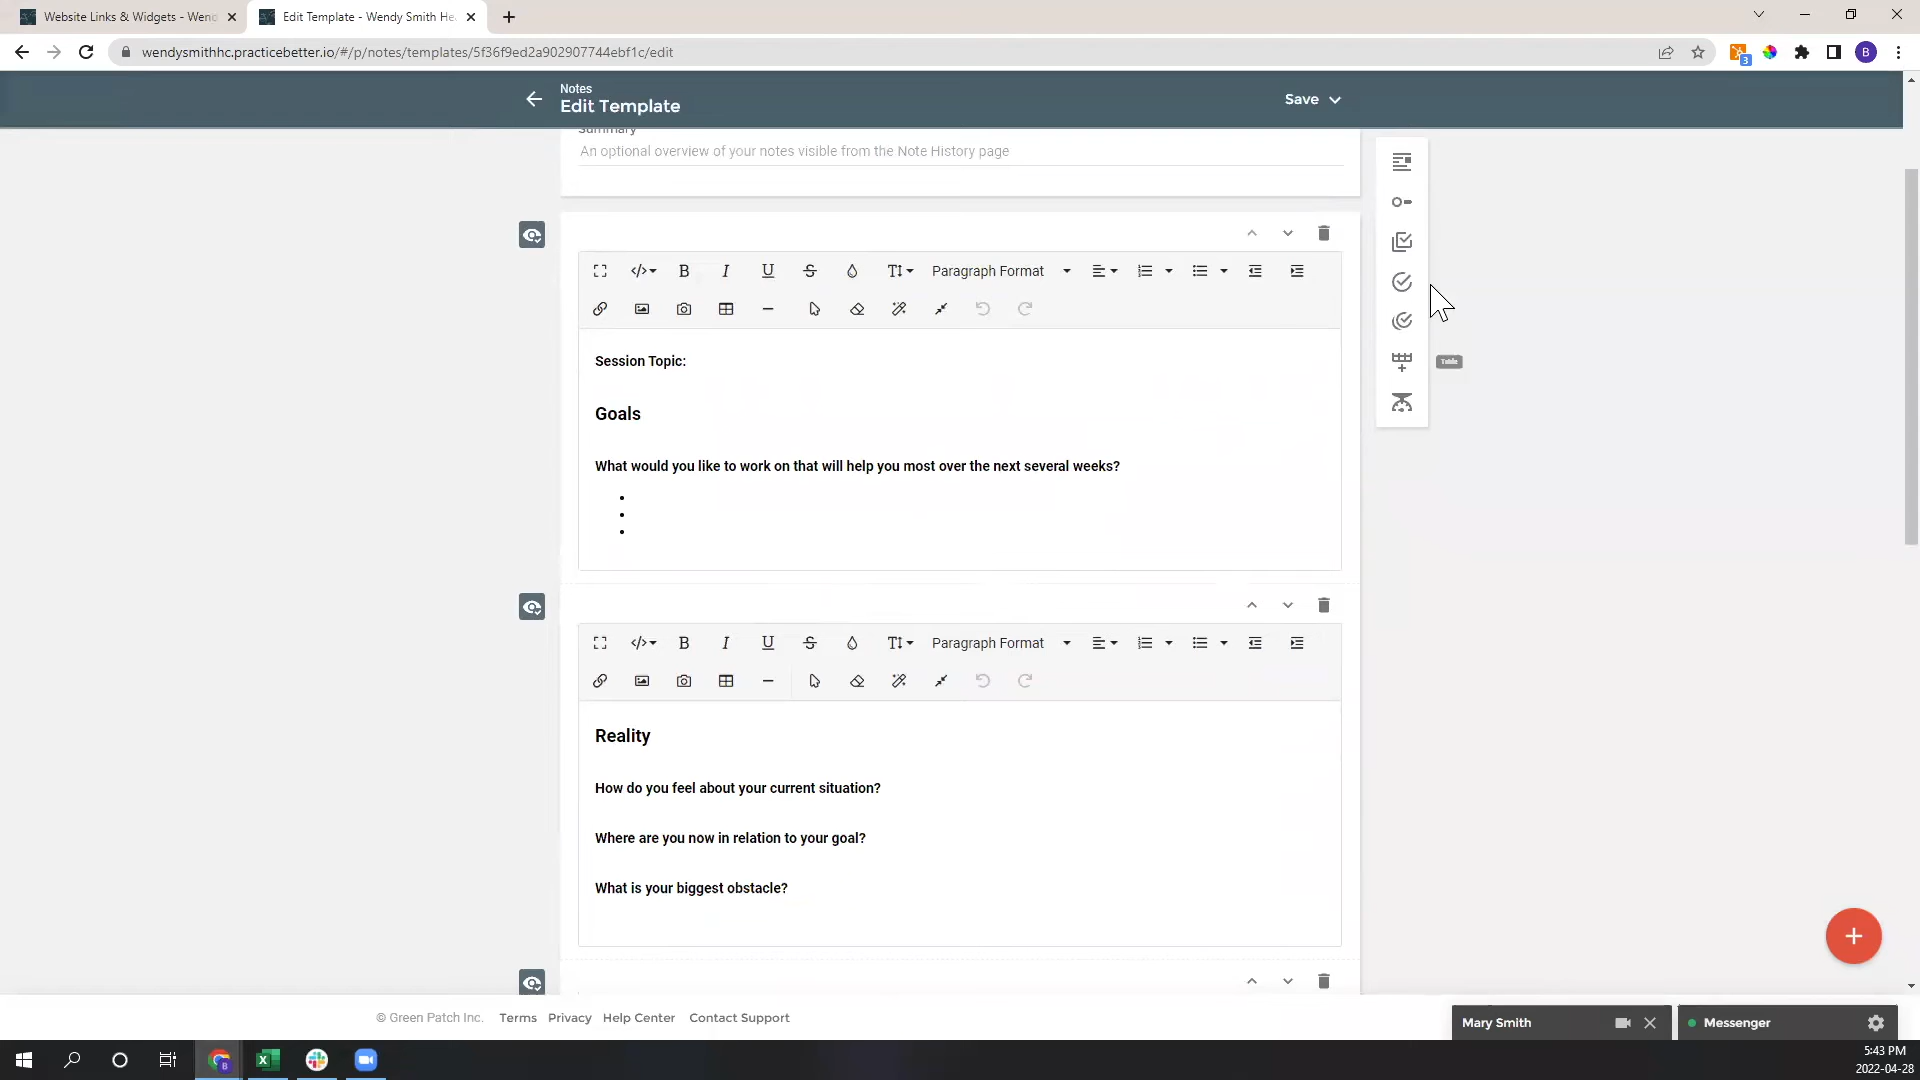 Website Links & Widgets - Wend
Edit Template - Wendy Smith He
wendysmithhc.practicebetter.io/#/p/notes/templates/5f36f9ed2a902907744ebf1c/edit
3
B
Notes
Edit Template
Save
Summary
An optional overview of your notes visible from the Note History page
B I U S Paragraph Format
Session Topic:
Table
Goals
What would you like to work on that will help you most over the next several weeks?
B I U S Paragraph Format
Reality
How do you feel about your current situation?
Where are you now in relation to your goal?
What is your biggest obstacle?
© Green Patch Inc. Terms Privacy Help Center Contact Support
Mary Smith
Messenger
5:43 PM
2022-04-28